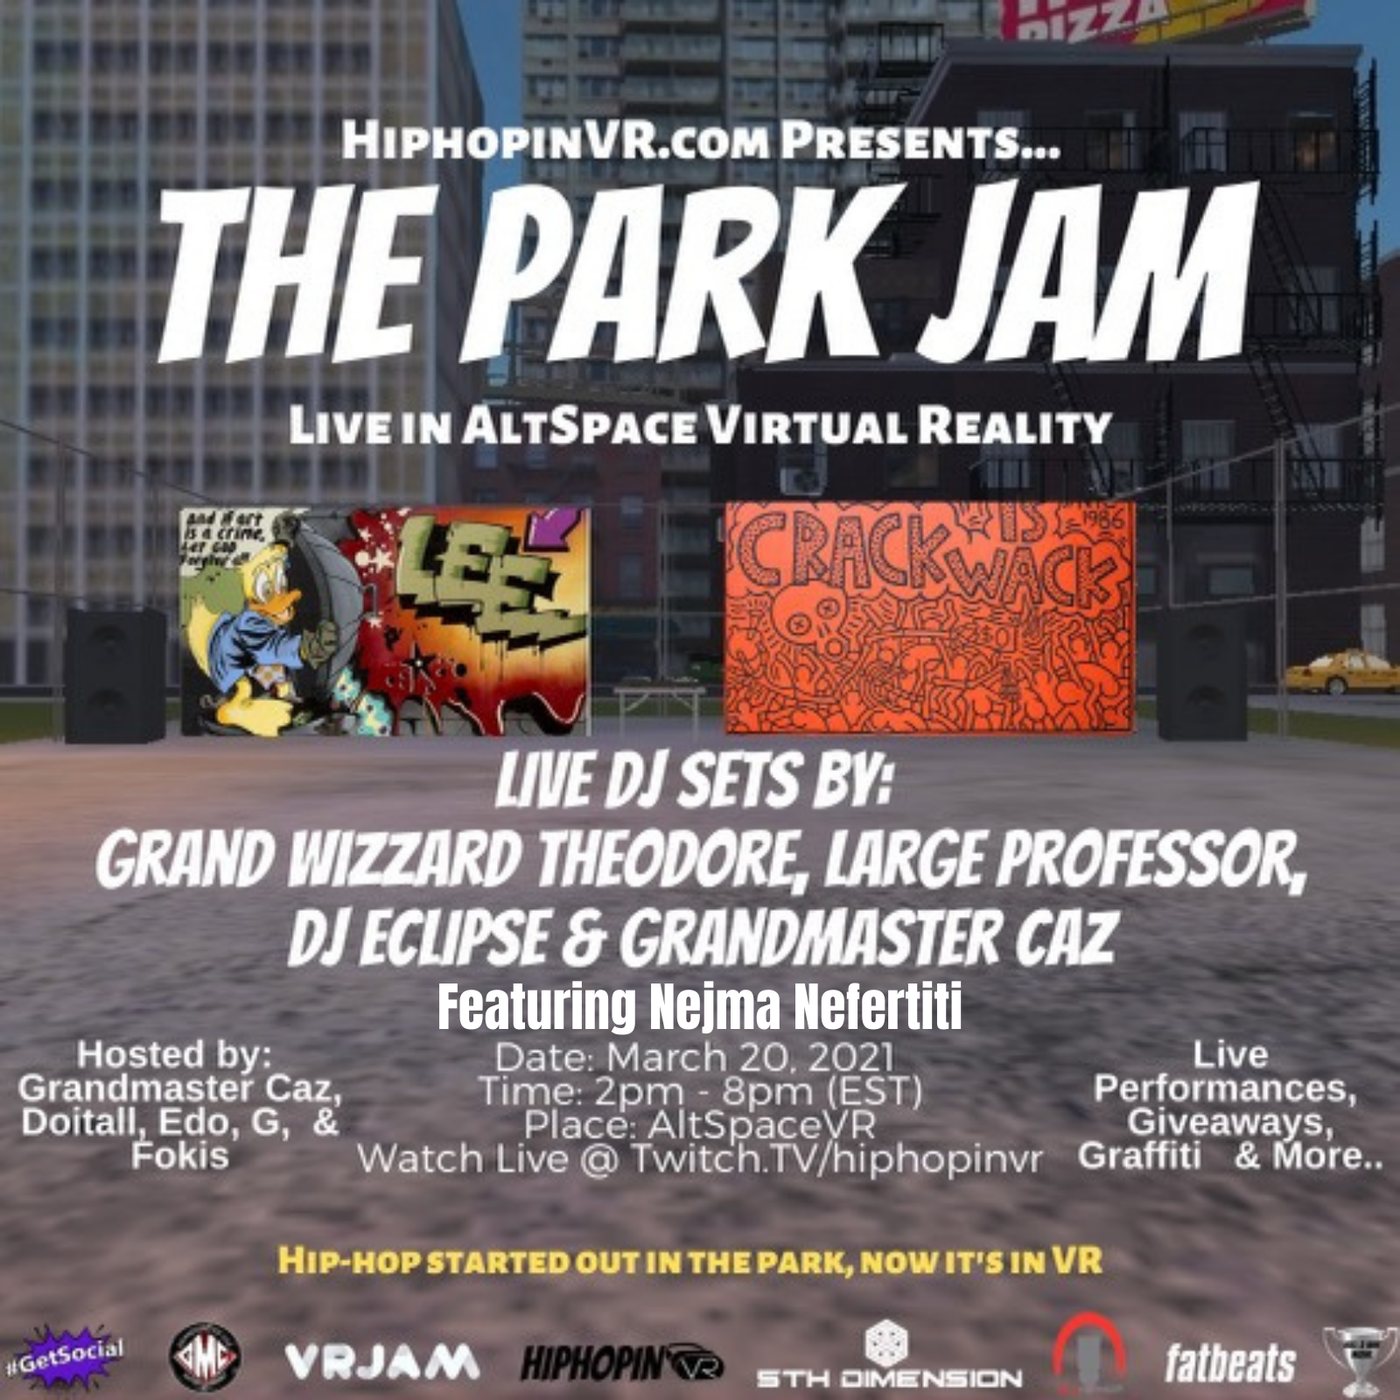 PIZZA
HiphopinVR.com Presents...
THE PARK JAM
Live in AltSpace Virtual Reality
and if art
is a crime,
let God
forgive all
LEE
CRACK IS WACK
1986
LIVE DJ SETS BY:
GRAND WIZZARD THEODORE, LARGE PROFESSOR,
DJ ECLIPSE & GRANDMASTER CAZ
Featuring Nejma Nefertiti
Hosted by:
Grandmaster Caz,
Doitall, Edo, G, &
Fokis
Date: March 20, 2021
Time: 2pm - 8pm (EST)
Place: AltSpaceVR
Watch Live @ Twitch.TV/hiphopinvr
Live
Performances,
Giveaways,
Graffiti & More..
Hip-hop started out in the park, now it's in VR
#GetSocial
DMC
VRJAM
HIPHOPIN'VR
5TH DIMENSION
fatbeats